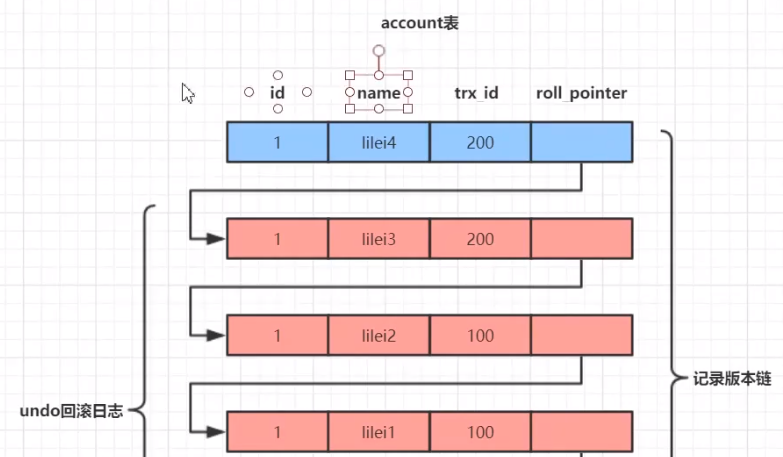 account表
id name trx_id roll_pointer
1 lilei4 200
1 lilei3 200
1 lilei2 100
记录版本链
undo回滚日志
1 lilei1 100